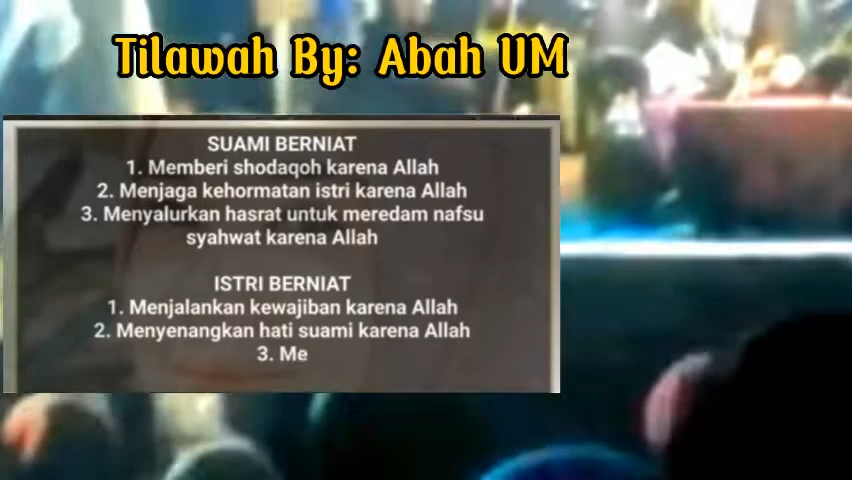 Tilawah By: Abah UM
SUAMI BERNIAT
1. Memberi shodaqoh karena Allah
2. Menjaga kehormatan istri karena Allah
3. Menyalurkan hasrat untuk meredam nafsu
syahwat karena Allah
ISTRI BERNIAT
1. Menjalankan kewajiban karena Allah
2. Menyenangkan hati suami karena Allah
3. Me